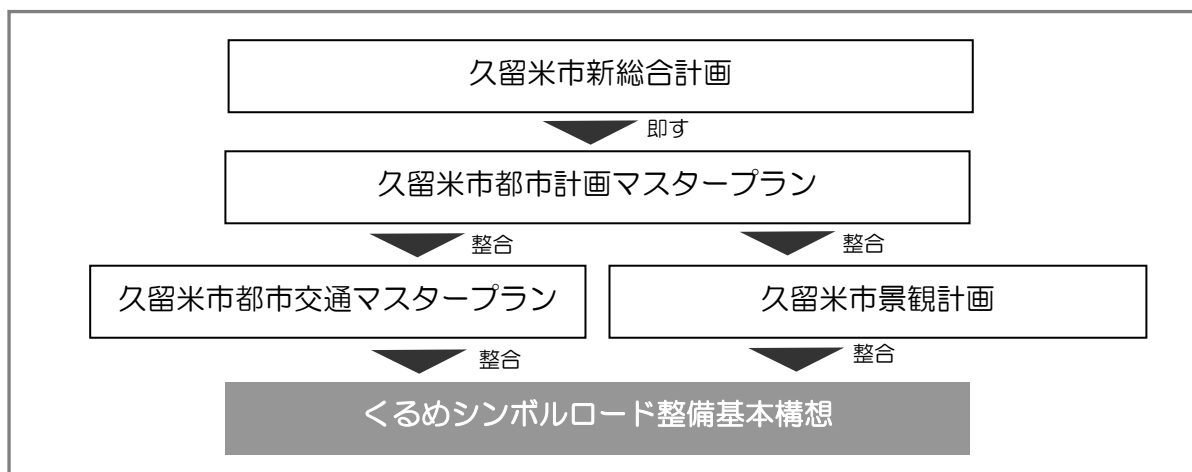 久留米市新総合計画
即す
久留米市都市計画マスタープラン
整合
整合
久留米市都市交通マスタープラン
久留米市景観計画
整合
整合
くるめシンボルロード整備基本構想